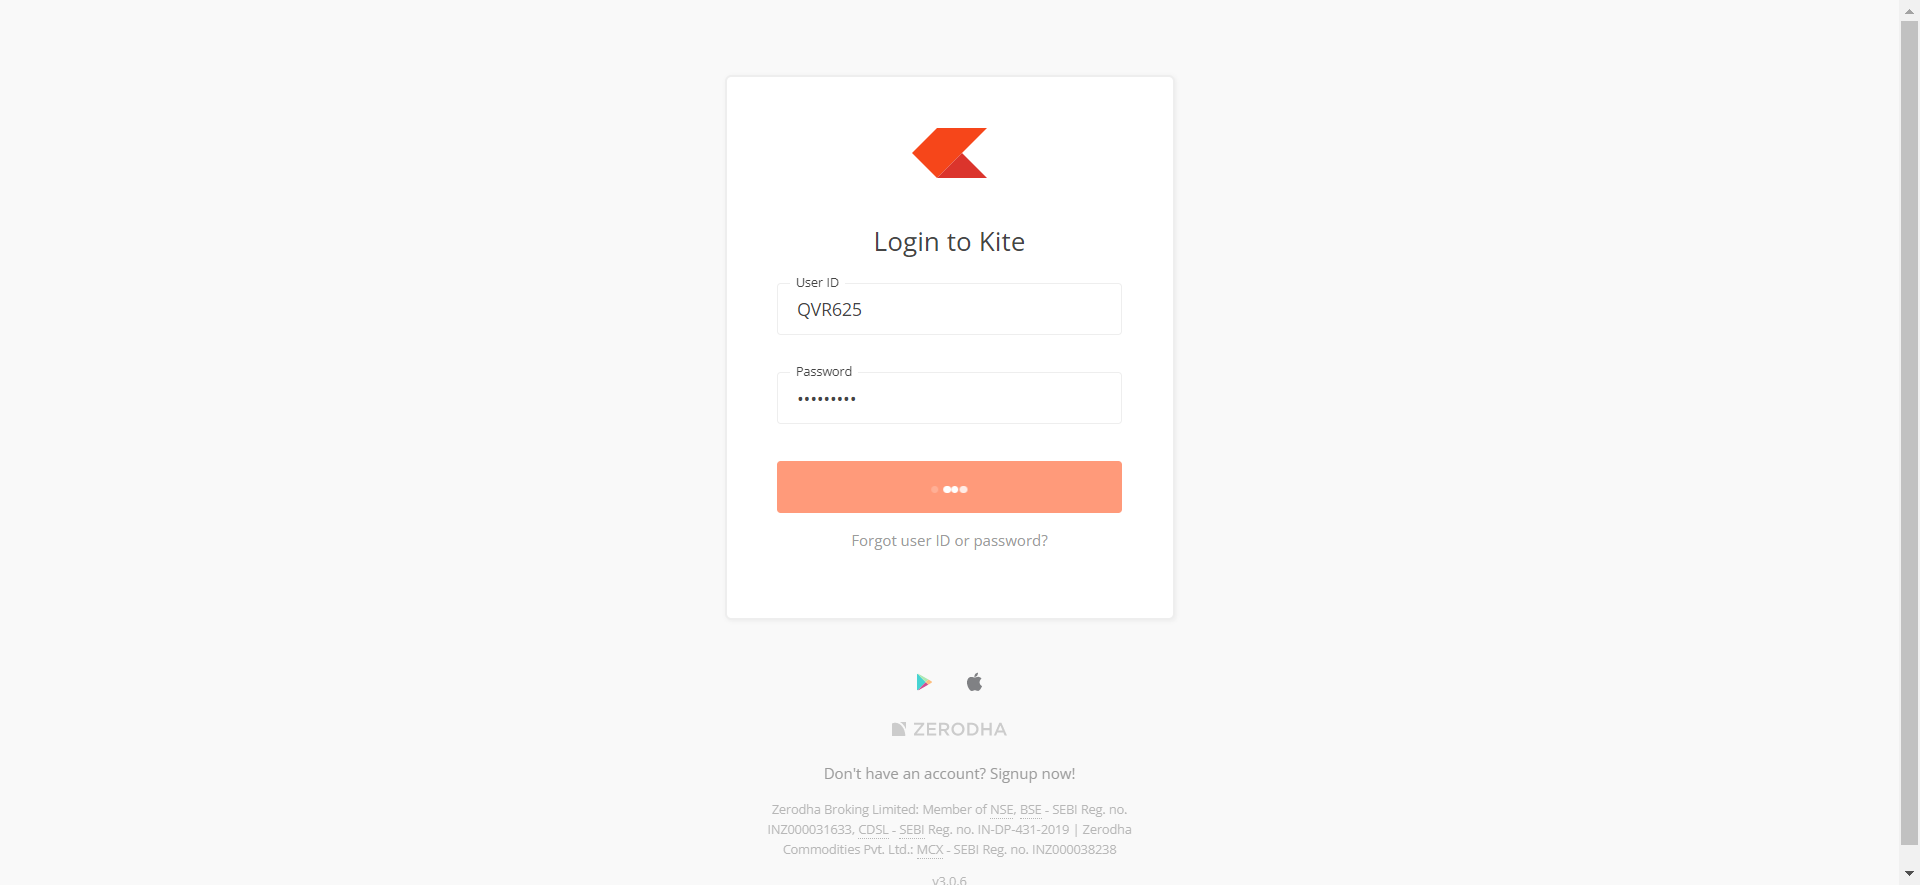 Login to Kite
User ID
QVR625
Password
•••••••••
Forgot user ID or password?
ZERODHA
Don't have an account? Signup now!
Zerodha Broking Limited: Member of NSE, BSE - SEBI Reg. no.
INZ000031633, CDSL - SEBI Reg. no. IN-DP-431-2019 | Zerodha
Commodities Pvt. Ltd.: MCX - SEBI Reg. no. INZ000038238
v3.0.6